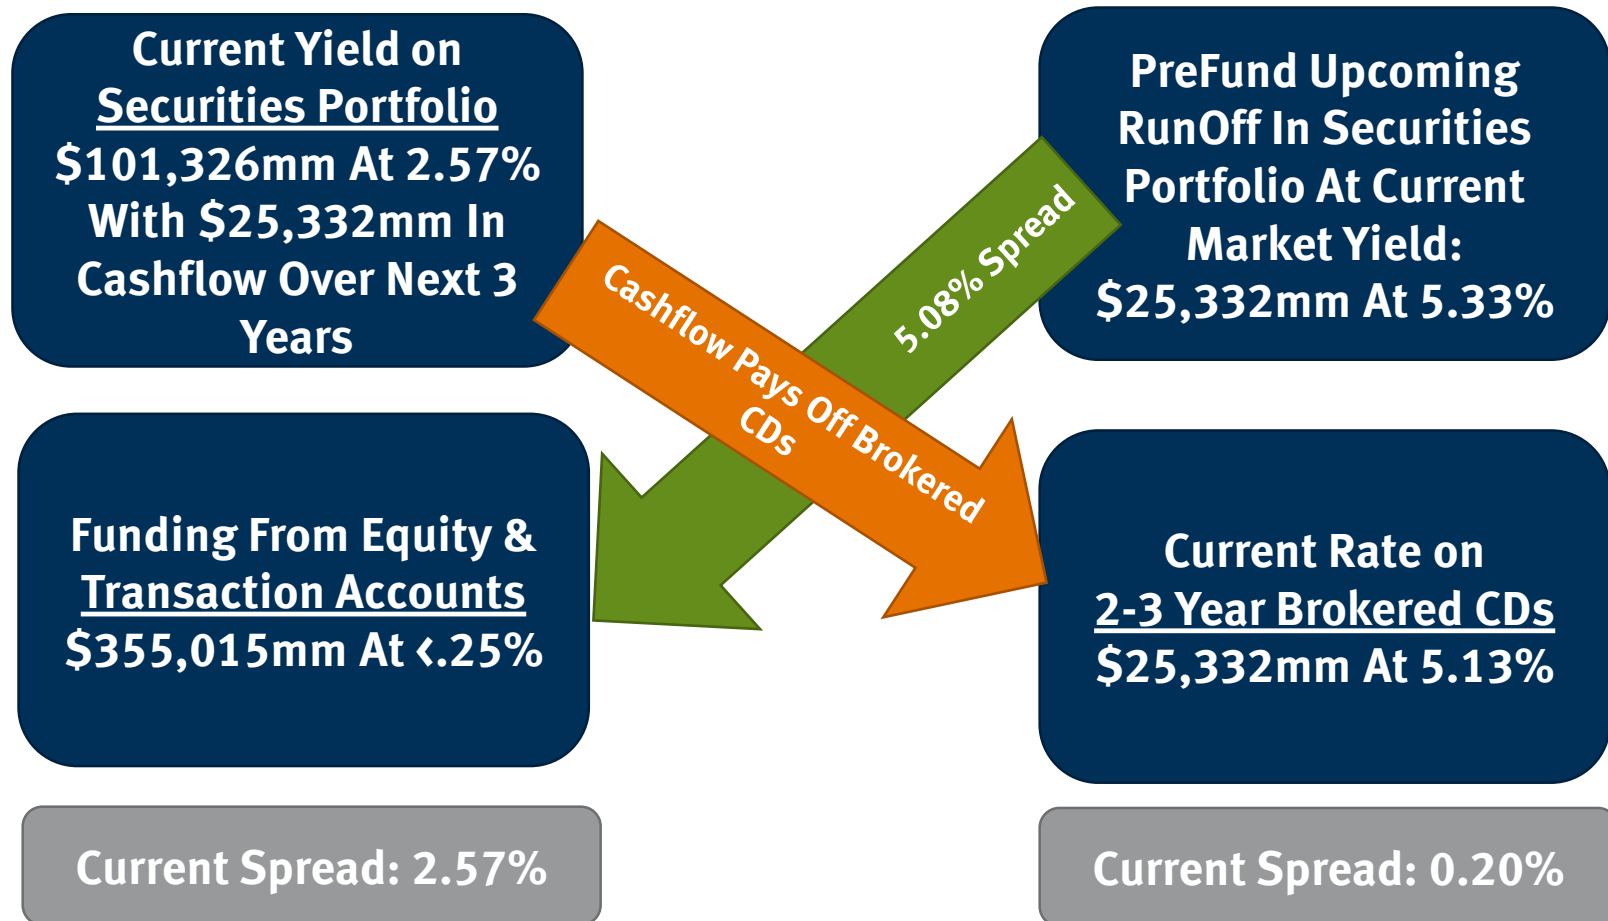 Current Yield on
Securities Portfolio
$101,326mm At 2.57%
With $25,332mm In
Cashflow Over Next 3
Years
PreFund Upcoming
RunOff In Securities
Portfolio At Current
Market Yield:
$25,332mm At 5.33%
5.08% Spread
Cashflow Pays Off Brokered
CDs
Funding From Equity &
Transaction Accounts
$355,015mm At <.25%
Current Rate on
2-3 Year Brokered CDs
$25,332mm At 5.13%
Current Spread: 2.57%
Current Spread: 0.20%